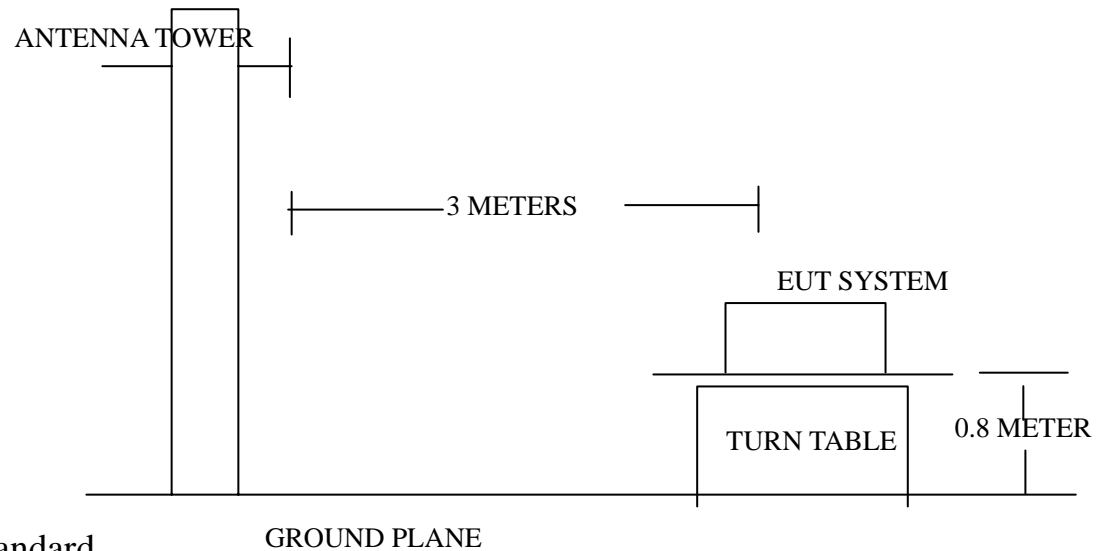 ANTENNA TOWER
3 METERS
EUT SYSTEM
TURN TABLE
0.8 METER
GROUND PLANE